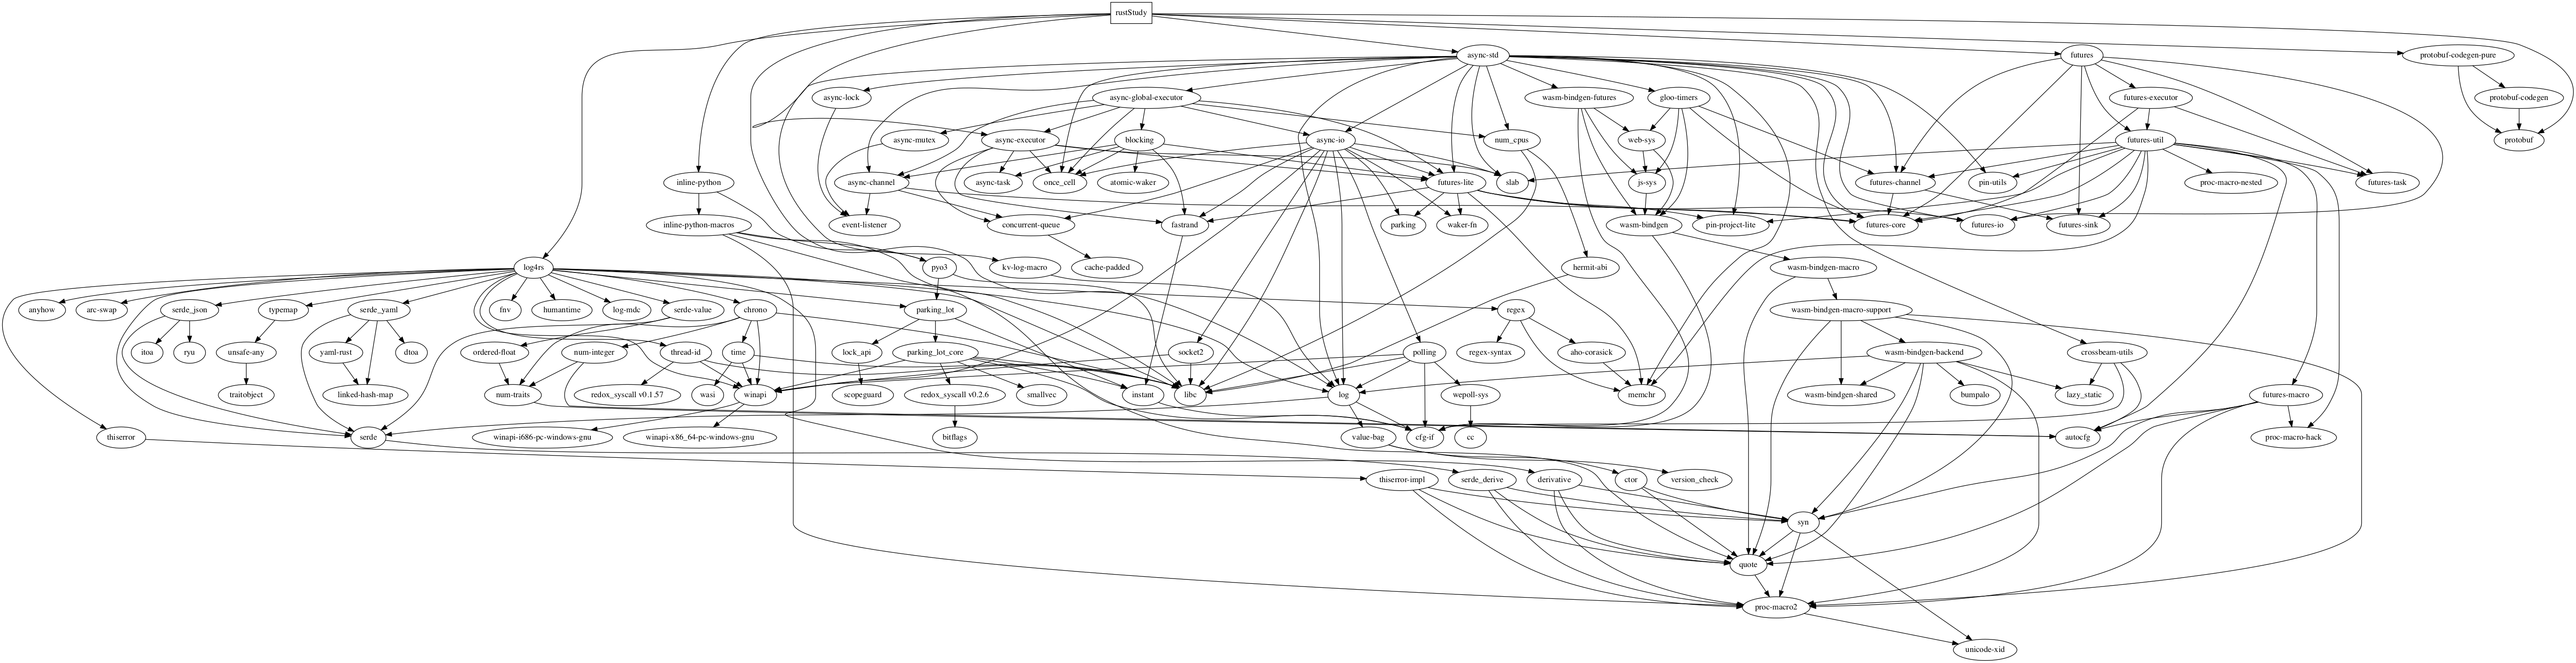 rustStudy
async-std
futures
protobuf-codegen-pure
async-lock
async-global-executor
wasm-bindgen-futures
gloo-timers
futures-executor
protobuf-codegen
async-mutex
async-executor
blocking
async-io
num_cpus
web-sys
futures-util
protobuf
inline-python
async-channel
async-task
once_cell
atomic-waker
futures-lite
slab
js-sys
futures-channel
pin-utils
proc-macro-nested
futures-task
inline-python-macros
event-listener
concurrent-queue
fastrand
parking
waker-fn
wasm-bindgen
pin-project-lite
futures-core
futures-io
futures-sink
log4rs
pyo3
kv-log-macro
cache-padded
hermit-abi
wasm-bindgen-macro
anyhow
arc-swap
serde_json
typemap
serde_yaml
fnv
humantime
log-mdc
serde-value
chrono
parking_lot
regex
wasm-bindgen-macro-support
itoa
ryu
unsafe-any
yaml-rust
dtoa
ordered-float
num-integer
thread-id
time
lock_api
parking_lot_core
socket2
polling
regex-syntax
aho-corasick
wasm-bindgen-backend
crossbeam-utils
traitobject
linked-hash-map
num-traits
redox_syscall v0.1.57
wasi
winapi
scopeguard
redox_syscall v0.2.6
smallvec
instant
libc
log
wepoll-sys
memchr
wasm-bindgen-shared
bumpalo
lazy_static
futures-macro
thiserror
serde
winapi-i686-pc-windows-gnu
winapi-x86_64-pc-windows-gnu
bitflags
value-bag
cfg-if
cc
autocfg
proc-macro-hack
thiserror-impl
serde_derive
derivative
ctor
version_check
syn
quote
proc-macro2
unicode-xid